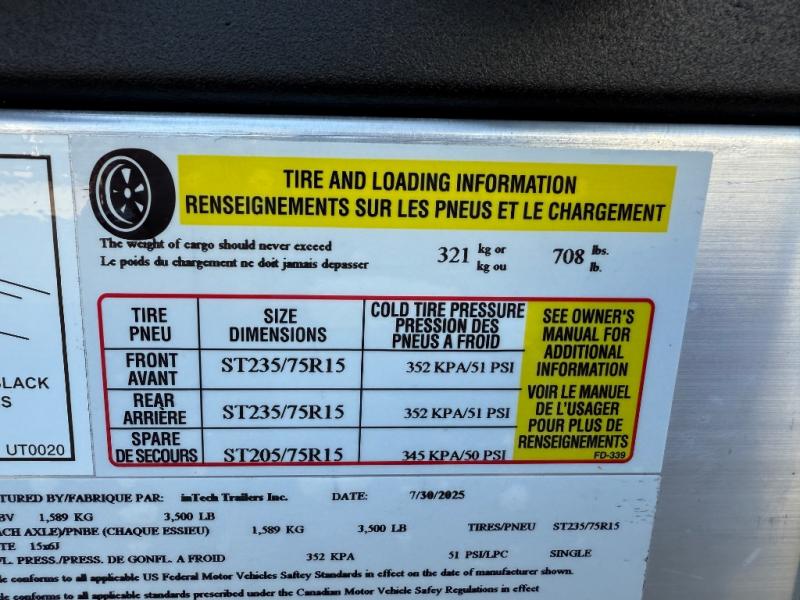 TIRE AND LOADING INFORMATION
RENSEIGNEMENTS SUR LES PNEUS ET LE CHARGEMENT
The weight of cargo should never exceed 321 kg or 708 lbs.
Le poids du chargement ne doit jamais depasser kg ou lb.
TIRE PNEU SIZE DIMENSIONS COLD TIRE PRESSURE PRESSION DES PNEUS A FROID
FRONT AVANT ST235/75R15 352 KPA/51 PSI
REAR ARRIÈRE ST235/75R15 352 KPA/51 PSI
SPARE DE SECOURS ST205/75R15 345 KPA/50 PSI
SEE OWNER'S
MANUAL FOR
ADDITIONAL
INFORMATION
VOIR LE MANUEL
DE L'USAGER
POUR PLUS DE
RENSEIGNEMENTS
FD-339
LACK
S
UT0020
TURED BY/FABRIQUE PAR: inTech Trailers Inc. DATE: 7/30/2025
BV 1,589 KG 3,500 LB
ACH AXLE)/PNBE (CHAQUE ESSIEU) 1,589 KG 3,500 LB TIRES/PNEU ST235/75R15
TE 15x6J
FL. PRESS./PRESS. DE GONFL. A FROID 352 KPA 51 PSI/LPC SINGLE
le conforms to all applicable US Federal Motor Vehicles Saftey Standards in effect on the date of manufacturer shown.
le conforms to all applicable standards prescribed under the Canadian Motor Vehicle Safey Regulations in effect